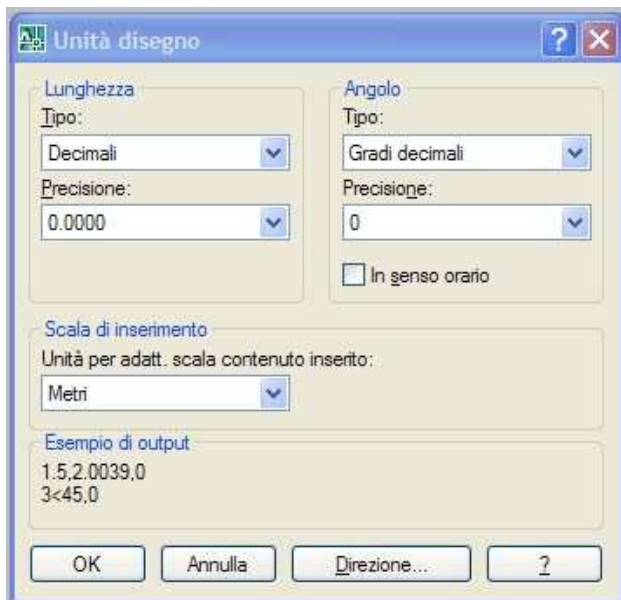 Unità disegno
Lunghezza
Tipo:
Decimali
Precisione:
0.0000
Angolo
Tipo:
Gradi decimali
Precisione:
0
In senso orario
Scala di inserimento
Unità per adatt. scala contenuto inserito:
Metri
Esempio di output
1.5,2.0039,0
3<45,0
OK
Annulla
Direzione...
?